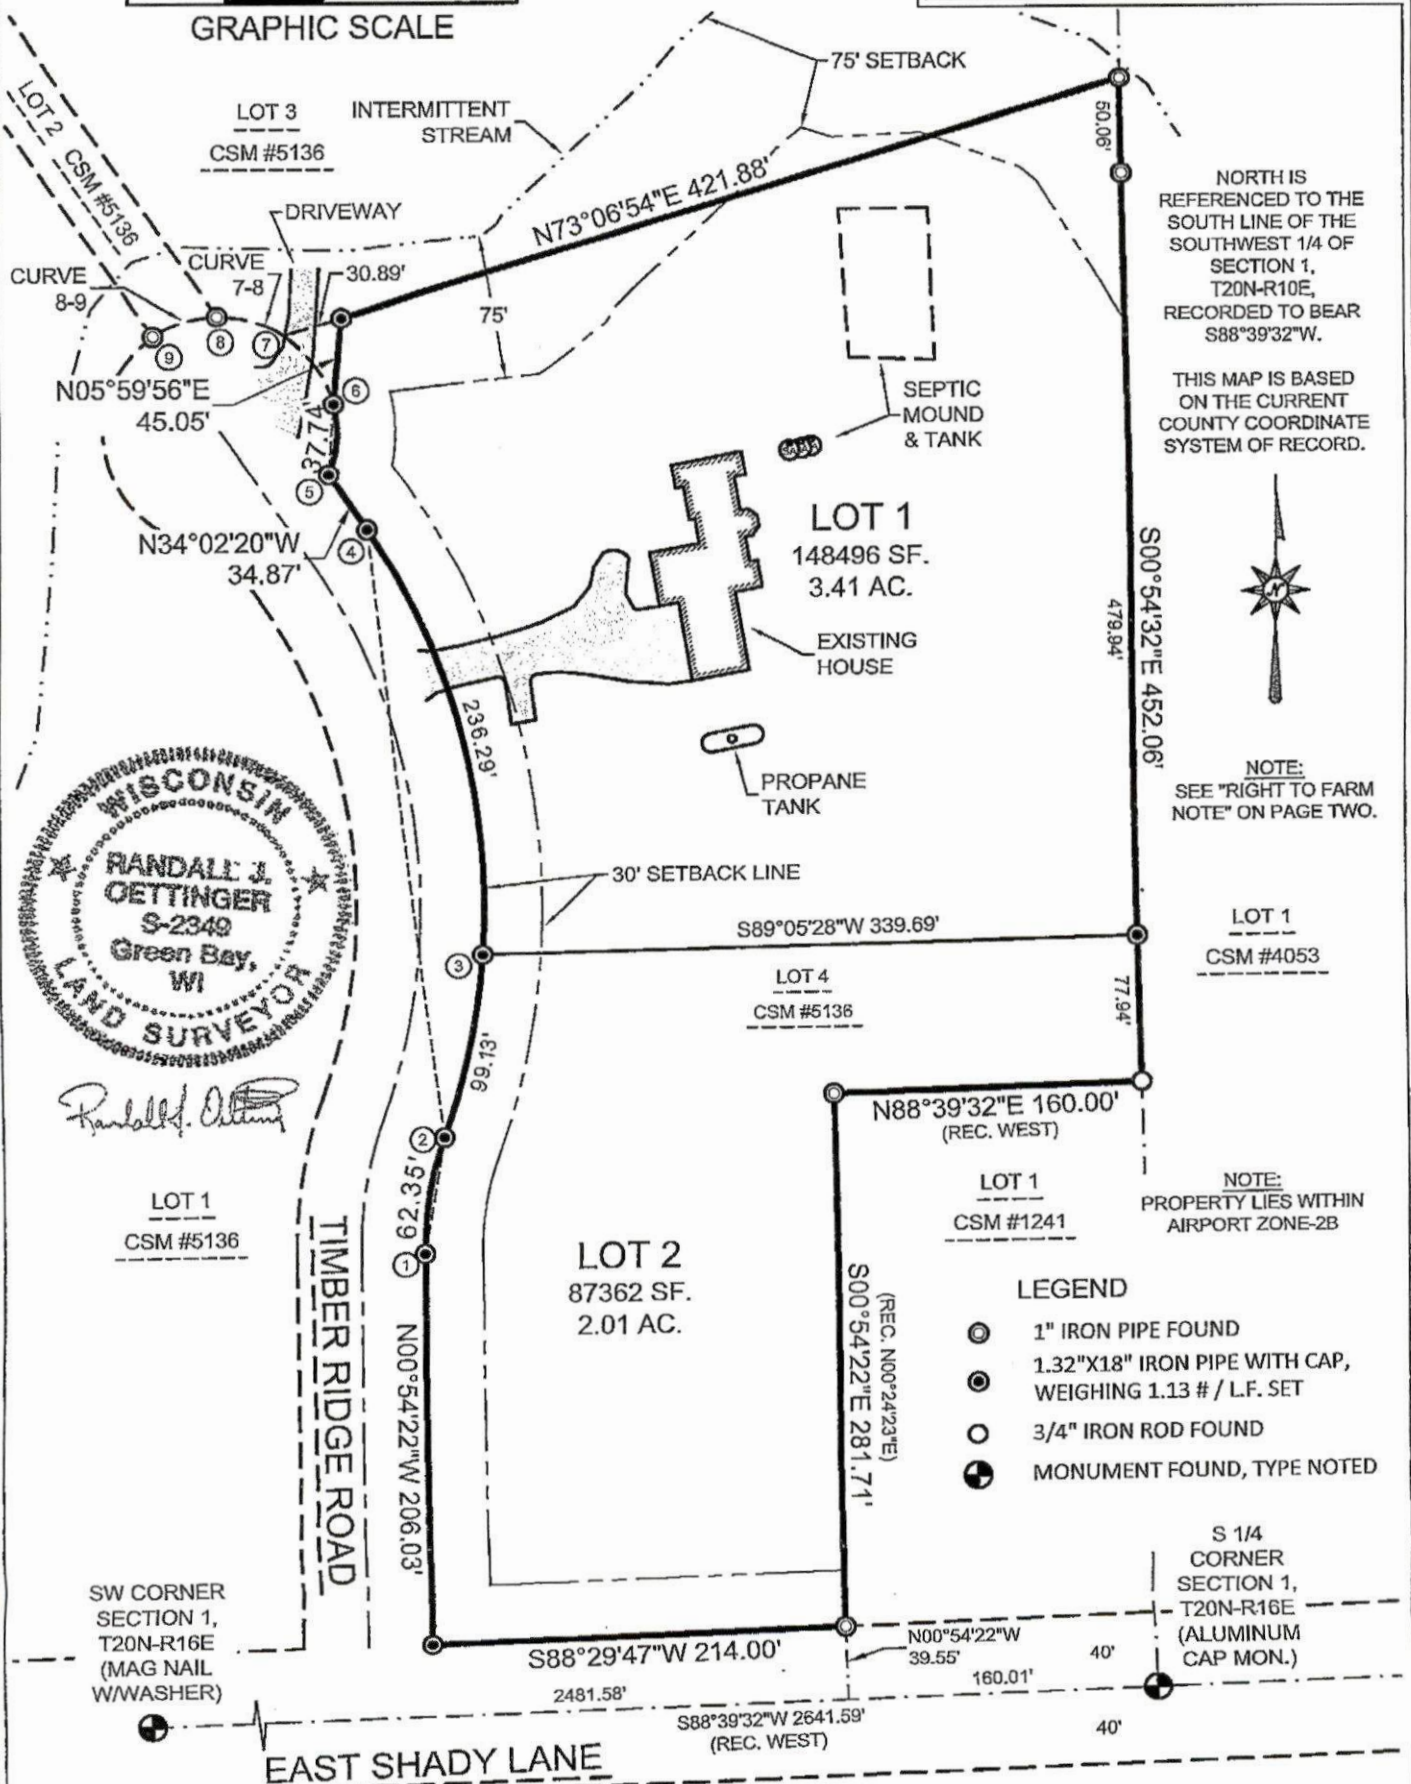 GRAPHIC SCALE
75' SETBACK
LOT 3
CSM #5136
INTERMITTENT
STREAM
LOT 2 CSM #5136
50.06'
N73°06'54"E 421.88'
NORTH IS
REFERENCED TO THE
SOUTH LINE OF THE
SOUTHWEST 1/4 OF
SECTION 1,
T20N-R10E,
RECORDED TO BEAR
S88°39'32"W.
DRIVEWAY
CURVE
8-9
CURVE
7-8
30.89'
75'
9
8
7
6
N05°59'56"E
45.05'
37.74'
5
SEPTIC
MOUND
& TANK
THIS MAP IS BASED
ON THE CURRENT
COUNTY COORDINATE
SYSTEM OF RECORD.
N
N34°02'20"W
34.87'
4
LOT 1
148496 SF.
3.41 AC.
EXISTING
HOUSE
479.94'
S00°54'32"E 452.06'
236.29'
PROPANE
TANK
NOTE:
SEE "RIGHT TO FARM
NOTE" ON PAGE TWO.
WISCONSIN
RANDALL J.
OETTINGER
S-2349
Green Bay,
WI
LAND SURVEYOR
30' SETBACK LINE
S89°05'28"W 339.69'
3
LOT 4
CSM #5136
LOT 1
CSM #4053
77.94'
99.13'
N88°39'32"E 160.00'
(REC. WEST)
2
62.35'
1
LOT 1
CSM #5136
LOT 1
CSM #1241
NOTE:
PROPERTY LIES WITHIN
AIRPORT ZONE-2B
TIMBER RIDGE ROAD
N00°54'22"W 206.03'
LOT 2
87362 SF.
2.01 AC.
S00°54'22"E 281.71'
(REC. N00°24'23"E)
LEGEND
1" IRON PIPE FOUND
1.32"X18" IRON PIPE WITH CAP,
WEIGHING 1.13 # / L.F. SET
3/4" IRON ROD FOUND
MONUMENT FOUND, TYPE NOTED
SW CORNER
SECTION 1,
T20N-R16E
(MAG NAIL
W/WASHER)
S 1/4
CORNER
SECTION 1,
T20N-R16E
(ALUMINUM
CAP MON.)
S88°29'47"W 214.00'
N00°54'22"W
39.55'
40'
160.01'
2481.58'
S88°39'32"W 2641.59'
(REC. WEST)
40'
EAST SHADY LANE